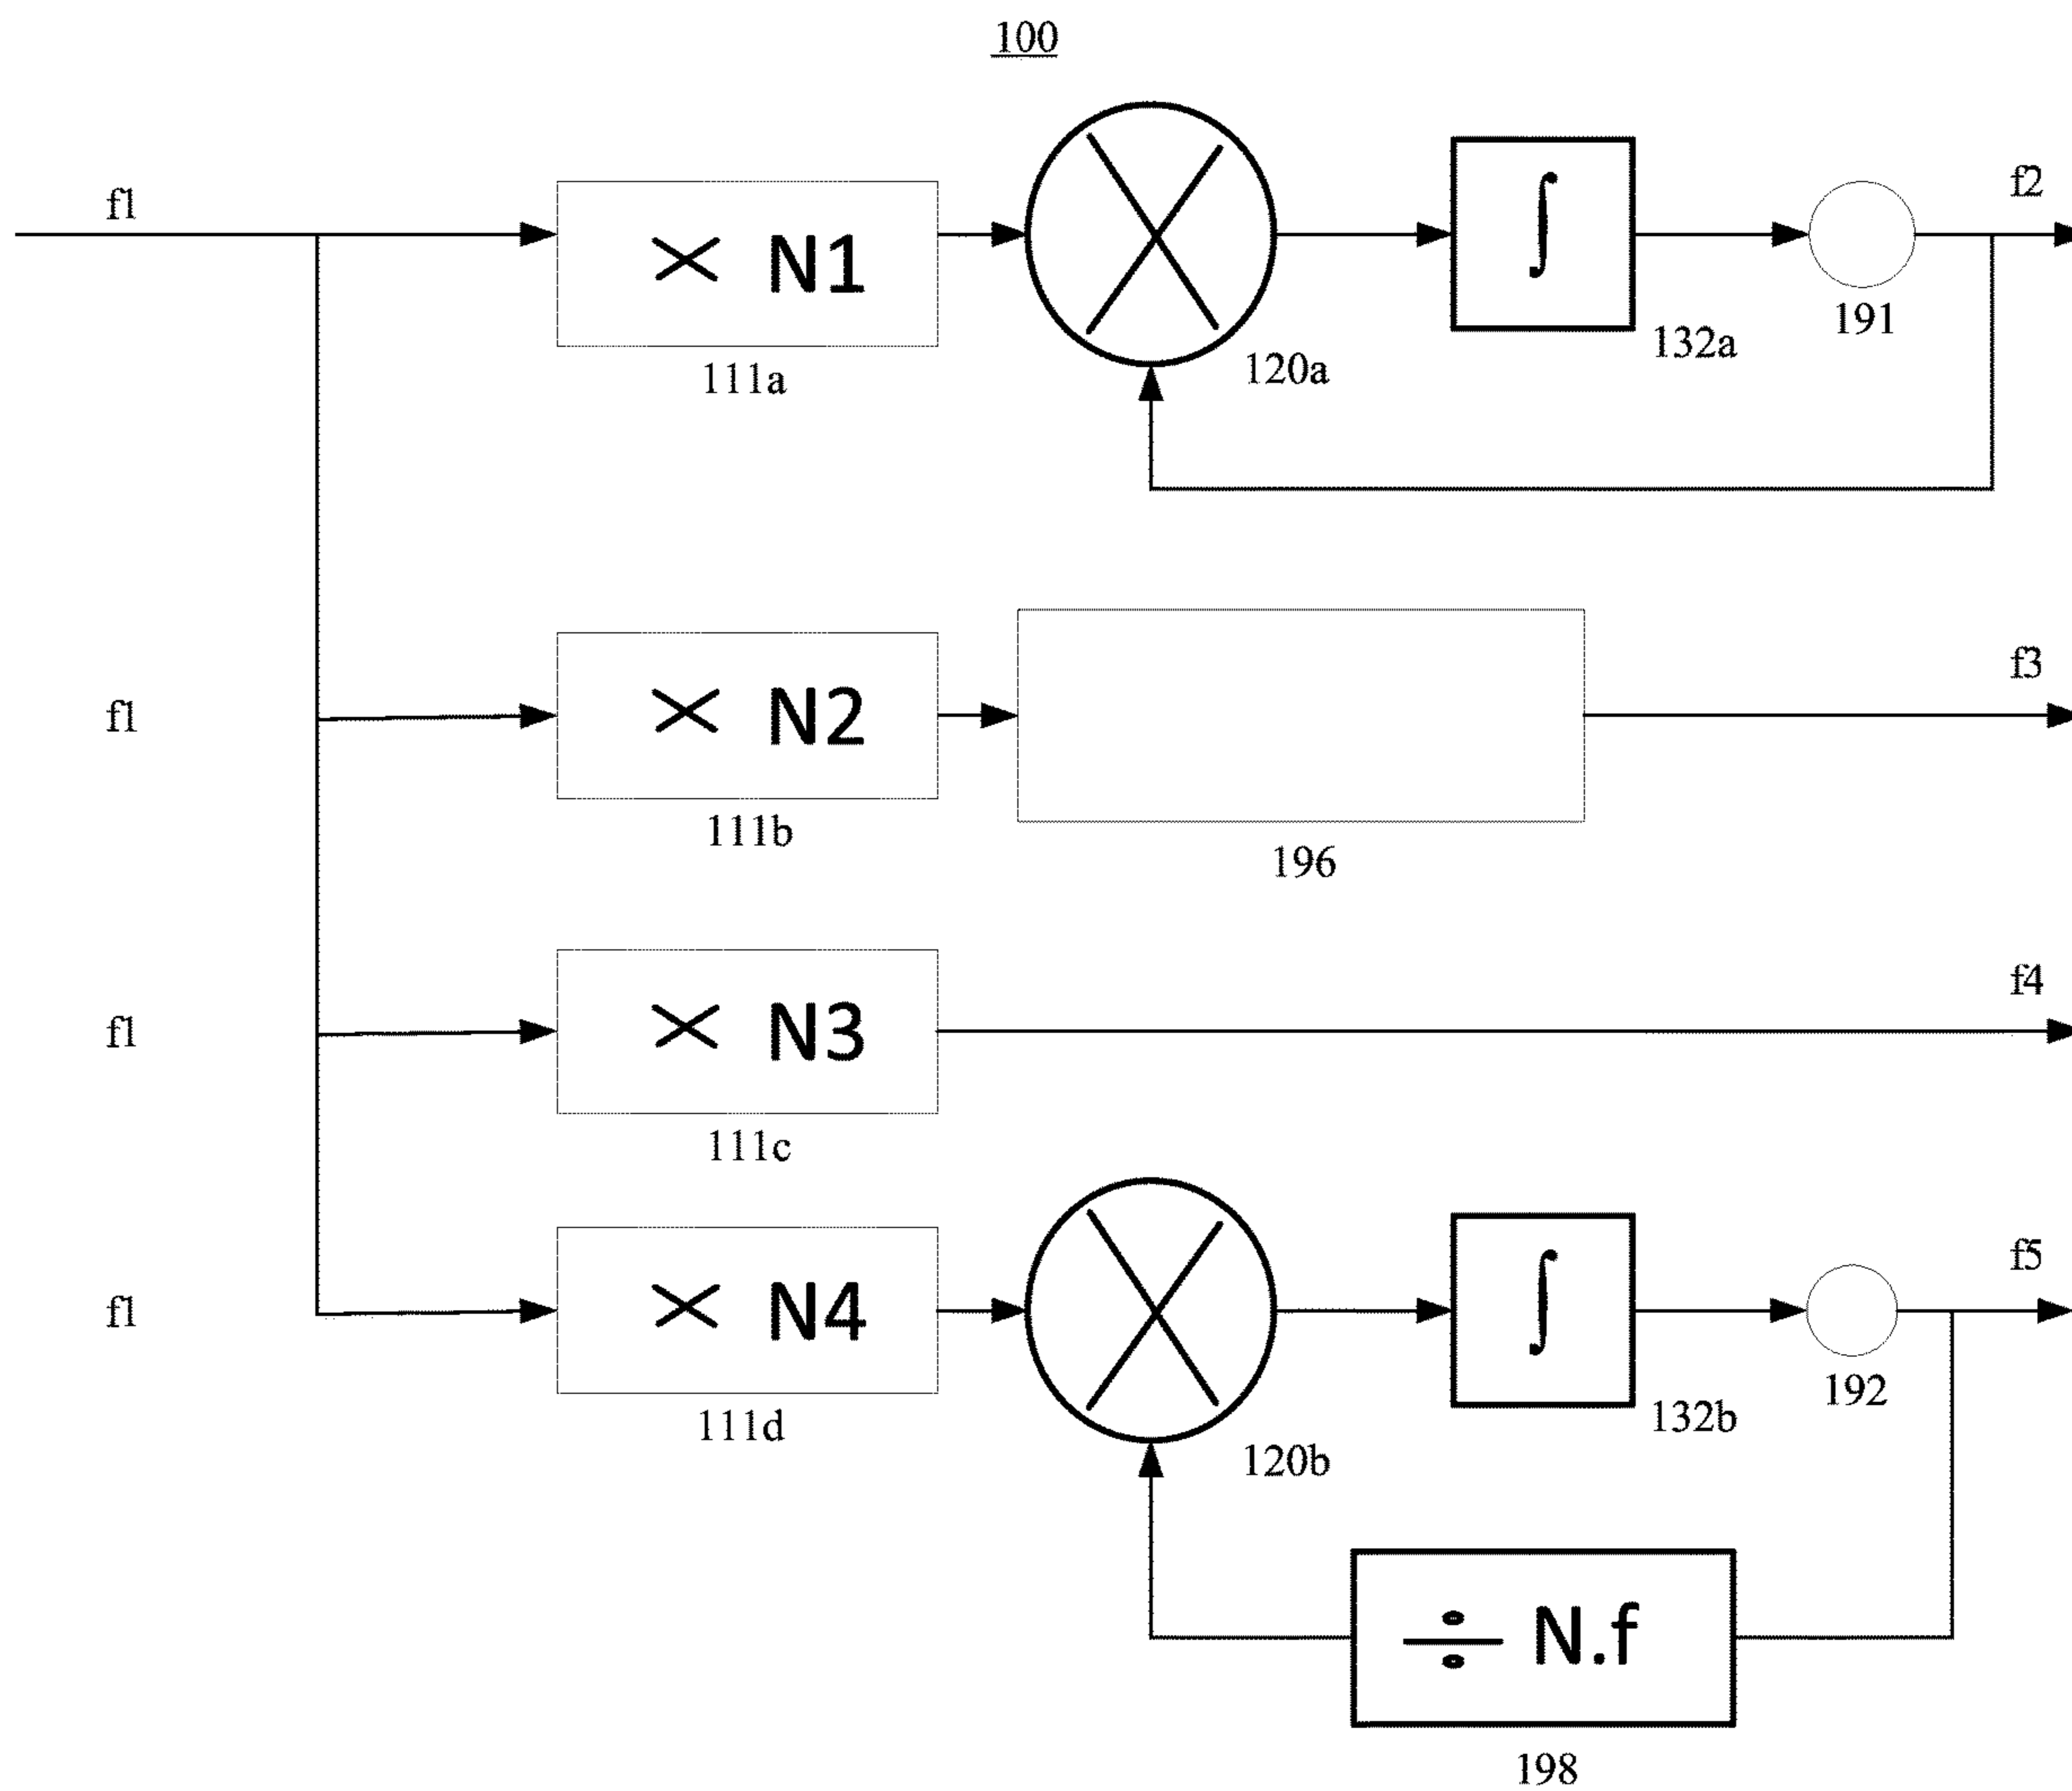 100
f1
× N1
111a
120a
∫
132a
191
f2
f1
× N2
111b
196
f3
f1
× N3
111c
f4
f1
× N4
111d
120b
∫
132b
192
f5
÷ N.f
198